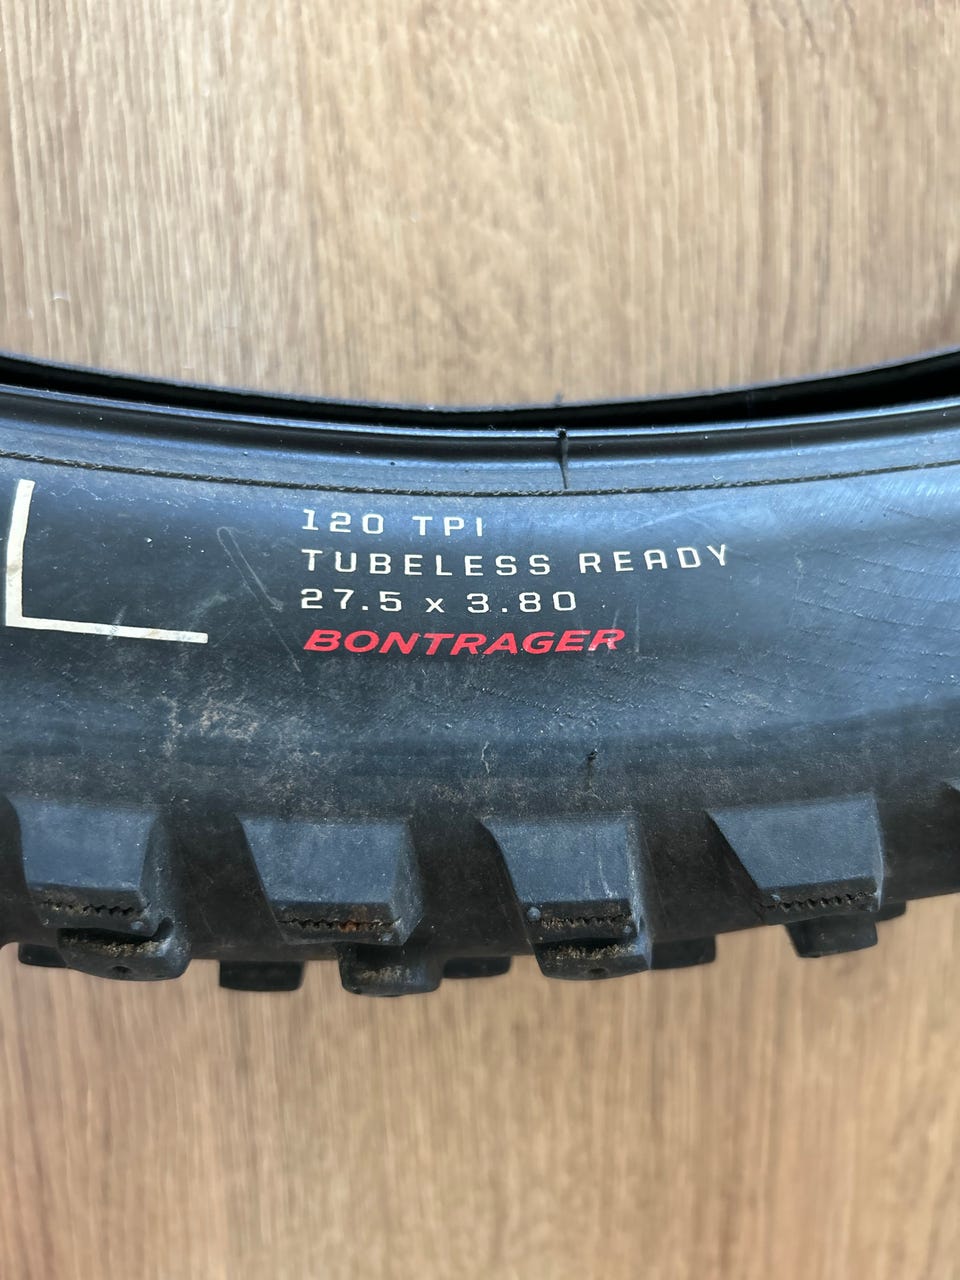 120 TPI
TUBELESS READY
27.5 x 3.80
BONTRAGER